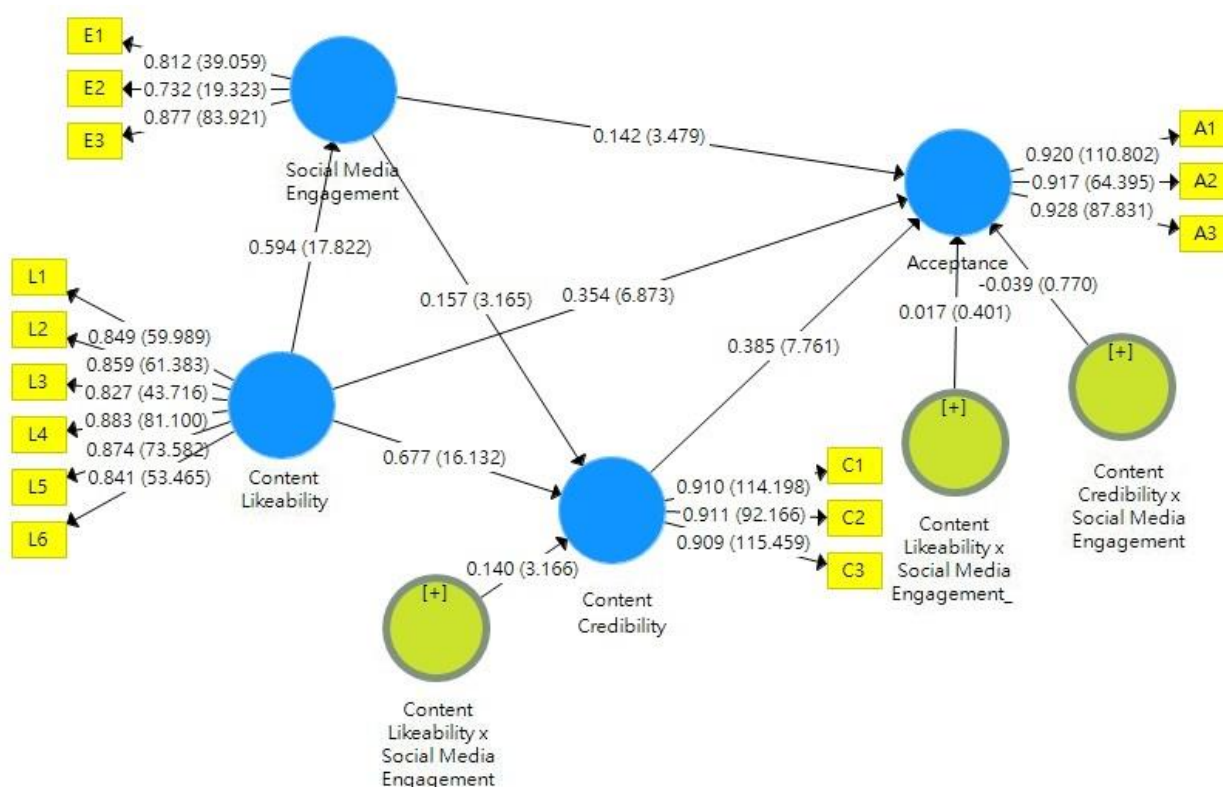 E1
E2
E3
0.812 (39.059)
0.732 (19.323)
0.877 (83.921)
Social Media
Engagement
0.142 (3.479)
A1
A2
A3
0.920 (110.802)
0.917 (64.395)
0.928 (87.831)
Acceptance
0.594 (17.822)
0.157 (3.165)
0.354 (6.873)
0.385 (7.761)
0.017 (0.401)
-0.039 (0.770)
L1
L2
L3
L4
L5
L6
0.849 (59.989)
0.859 (61.383)
0.827 (43.716)
0.883 (81.100)
0.874 (73.582)
0.841 (53.465)
Content
Likeability
0.677 (16.132)
0.910 (114.198)
0.911 (92.166)
0.909 (115.459)
C1
C2
C3
Content
Credibility
0.140 (3.166)
[+]
Content
Likeability x
Social Media
Engagement
[+]
Content
Likeability x
Social Media
Engagement_
[+]
Content
Credibility x
Social Media
Engagement